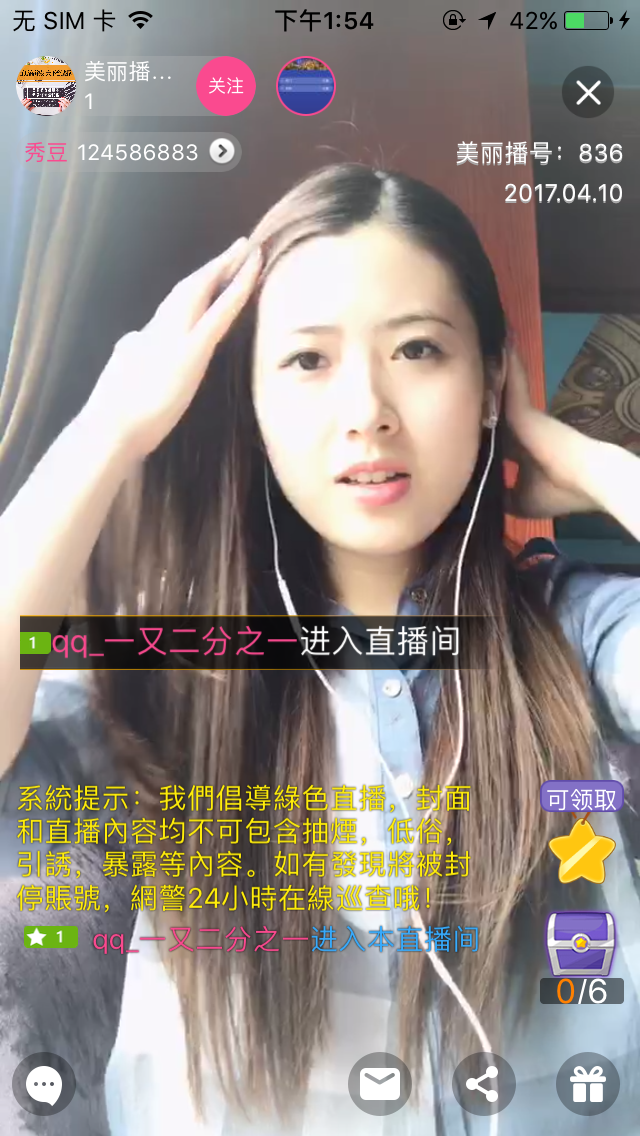 无 SIM 卡 下午1:54 42%
美丽播...
1
关注
秀豆 124586883
美丽播号：836
2017.04.10
1 qq_一又二分之一进入直播间
系統提示：我們倡導綠色直播，封面
和直播內容均不可包含抽煙，低俗，
引誘，暴露等內容。如有發現將被封
停賬號，網警24小時在線巡查哦！
可领取
1 qq_一又二分之一进入本直播间
0/6